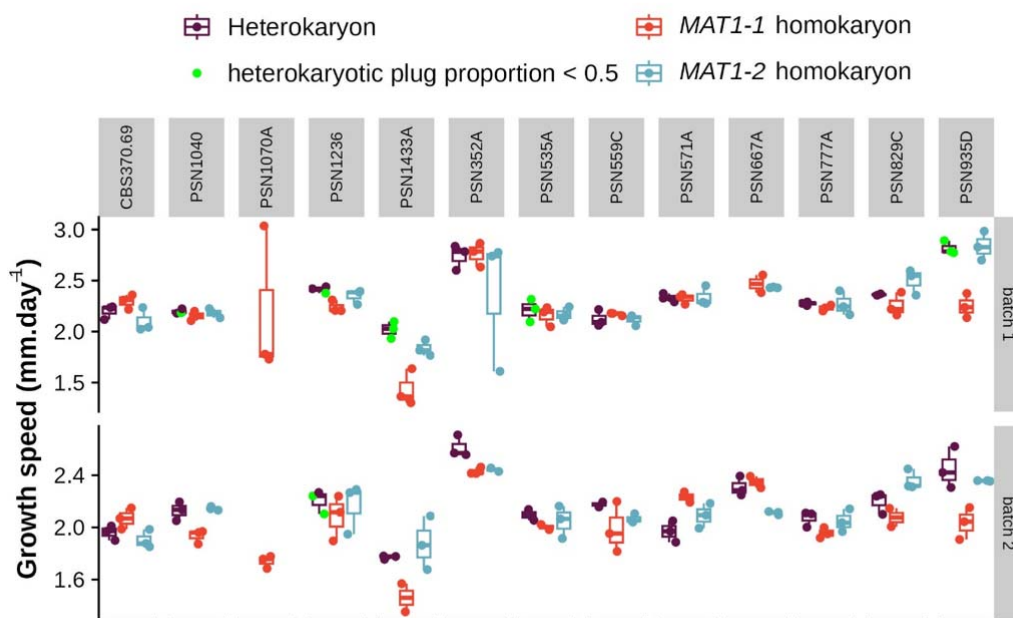 Heterokaryon
MAT1-1 homokaryon
heterokaryotic plug proportion < 0.5
MAT1-2 homokaryon
CBS370.69
PSN1040
PSN1070A
PSN1236
PSN1433A
PSN352A
PSN535A
PSN559C
PSN571A
PSN667A
PSN777A
PSN829C
PSN935D
Growth speed (mm.day⁻¹)
3.0
2.5
2.0
1.5
batch 1
2.4
2.0
1.6
batch 2